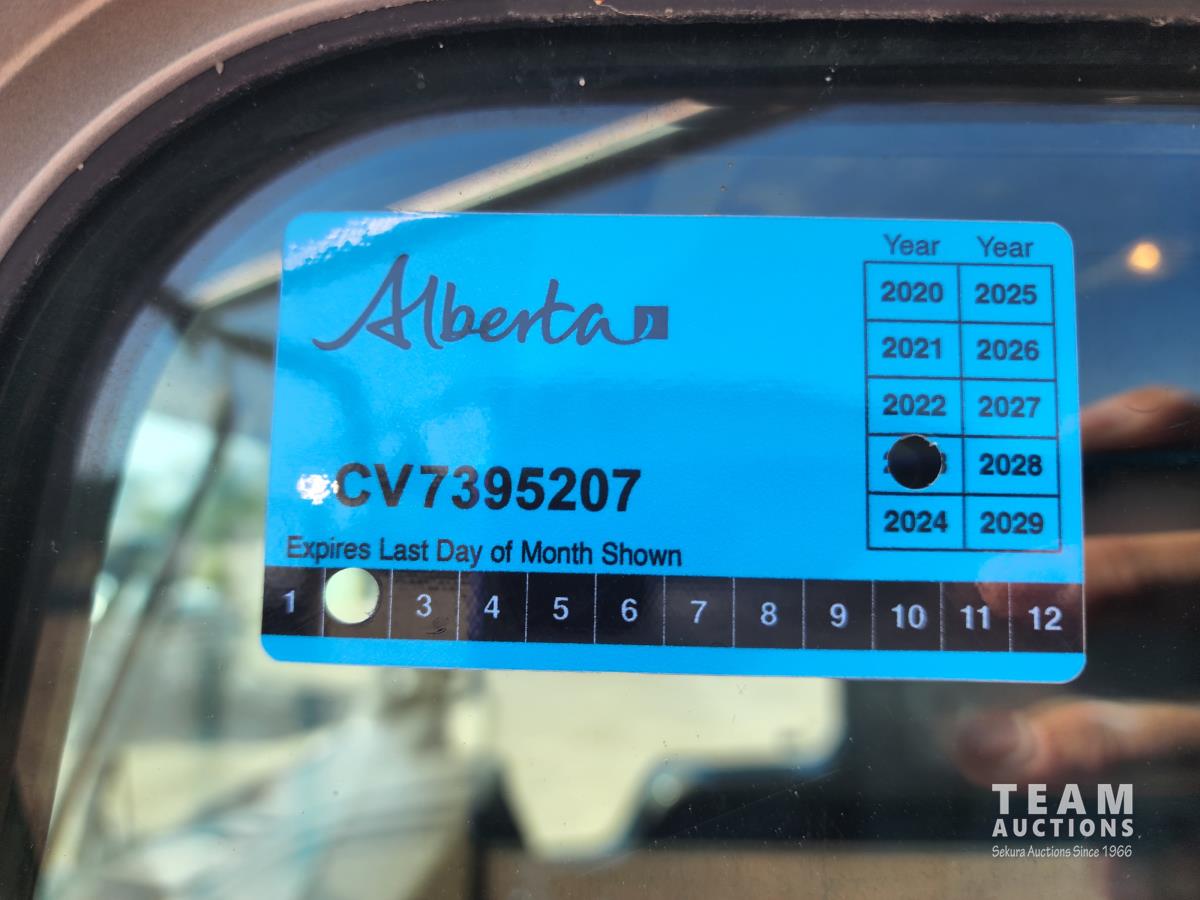 Alberta
Year Year
2020 2025
2021 2026
2022 2027
2028
2024 2029
CV7395207
Expires Last Day of Month Shown
1 3 4 5 6 7 8 9 10 11 12
TEAM
AUCTIONS
Sekura Auctions Since 1966